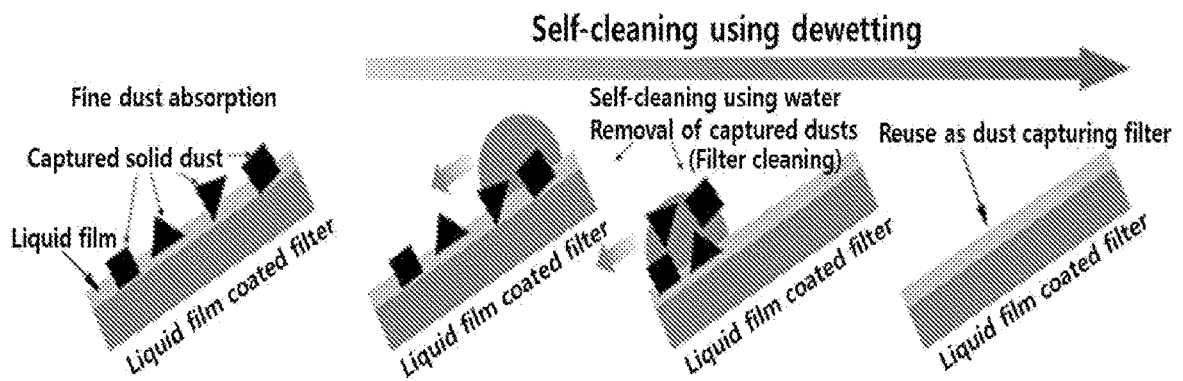 Self-cleaning using dewetting
Fine dust absorption
Captured solid dust
Liquid film
Liquid film coated filter
Liquid film coated filter
Self-cleaning using water
Removal of captured dusts
(Filter cleaning)
Liquid film coated filter
Reuse as dust capturing filter
Liquid film coated filter